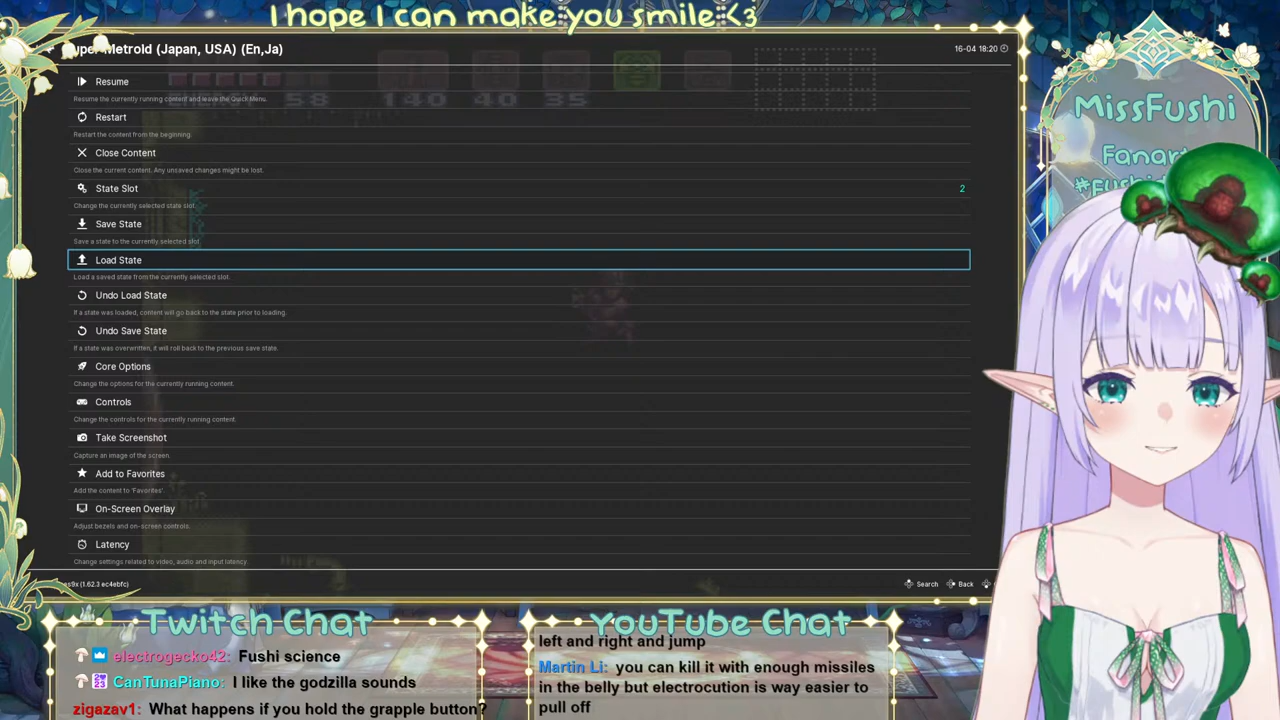 I hope I can make you smile <3
Super Metroid (Japan, USA) (En,Ja)
16-04 18:20
Resume
Resume the currently running content and leave the Quick Menu.
ENERGY 58 140 40 35
Restart
Restart the content from the beginning.
Close Content
Close the current content. Any unsaved changes might be lost.
State Slot
2
Change the currently selected state slot.
Save State
Save a state to the currently selected slot.
Load State
Load a saved state from the currently selected slot.
Undo Load State
If a state was loaded, content will go back to the state prior to loading.
Undo Save State
If a state was overwritten, it will roll back to the previous save state.
Core Options
Change the options for the currently running content.
Controls
Change the controls for the currently running content.
Take Screenshot
Capture an image of the screen.
Add to Favorites
Add the content to 'Favorites'.
On-Screen Overlay
Adjust bezels and on-screen controls.
Latency
Change settings related to video, audio and input latency.
es9x (1.62.3 ec4ebfc)
Search
Back
MissFushi
Fanart
Twitch Chat
electrogecko42: Fushi science
CanTunaPiano: I like the godzilla sounds
zigazav1: What happens if you hold the grapple button?
YouTube Chat
left and right and jump
Martin Li: you can kill it with enough missiles
in the belly but electrocution is way easier to
pull off